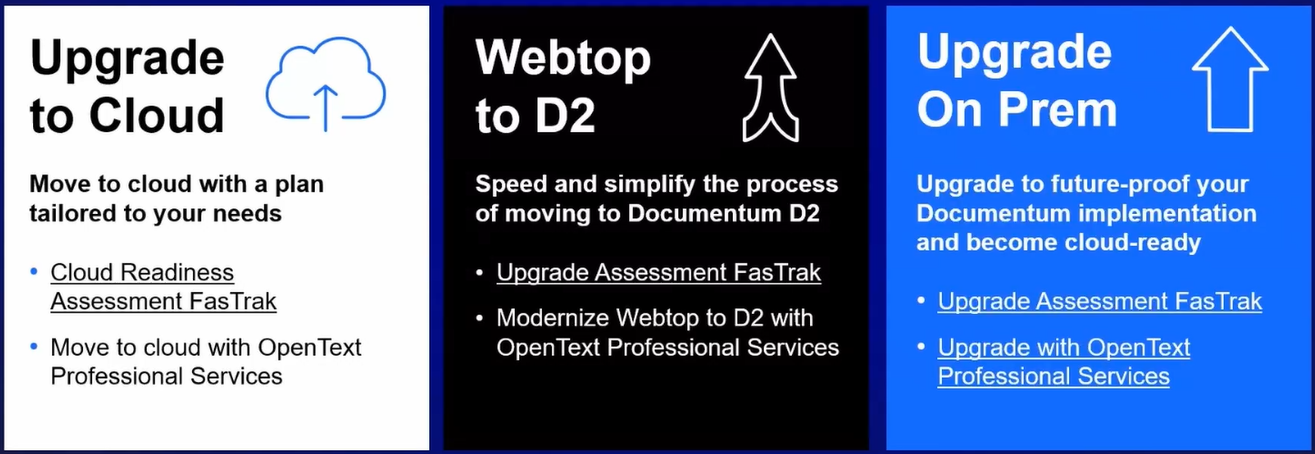 Upgrade
to Cloud
Move to cloud with a plan
tailored to your needs
• Cloud Readiness
Assessment FasTrak
• Move to cloud with OpenText
Professional Services
Webtop
to D2
Speed and simplify the process
of moving to Documentum D2
• Upgrade Assessment FasTrak
• Modernize Webtop to D2 with
OpenText Professional Services
Upgrade
On Prem
Upgrade to future-proof your
Documentum implementation
and become cloud-ready
• Upgrade Assessment FasTrak
• Upgrade with OpenText
Professional Services